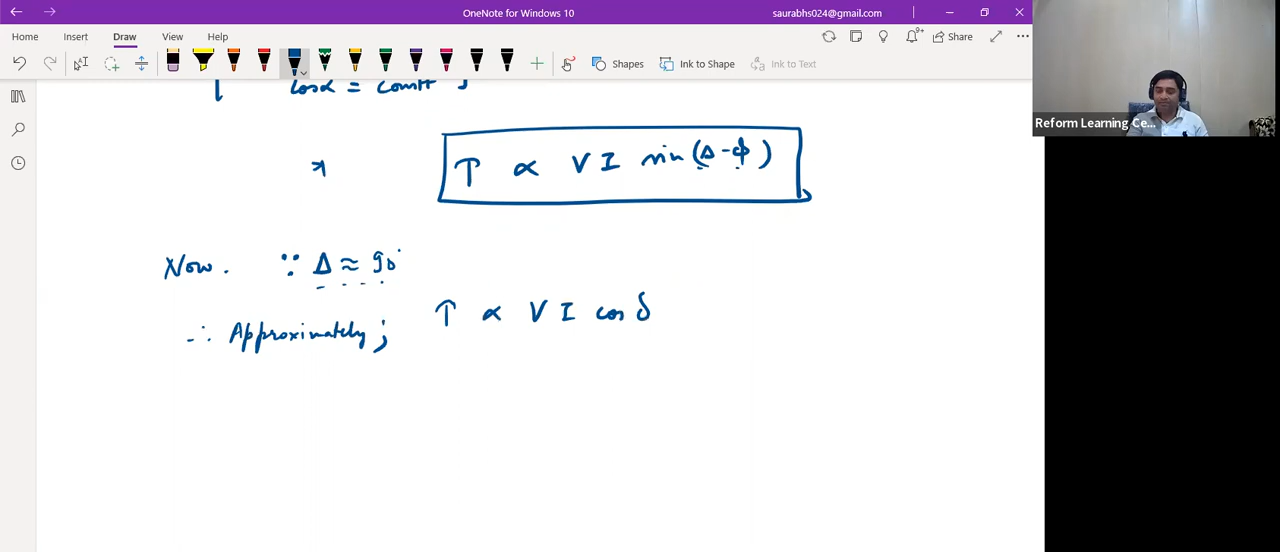 OneNote for Windows 10
saurabhs024@gmail.com
Home Insert Draw View Help
9+ Share
Shapes Ink to Shape Ink to Text
Reform Learning Ce...
cosα = const
↑ ∝ V I sin (Δ - φ)
Now. ∵ Δ ≈ 90°
↑ ∝ V I cos δ
∴ Approximately;